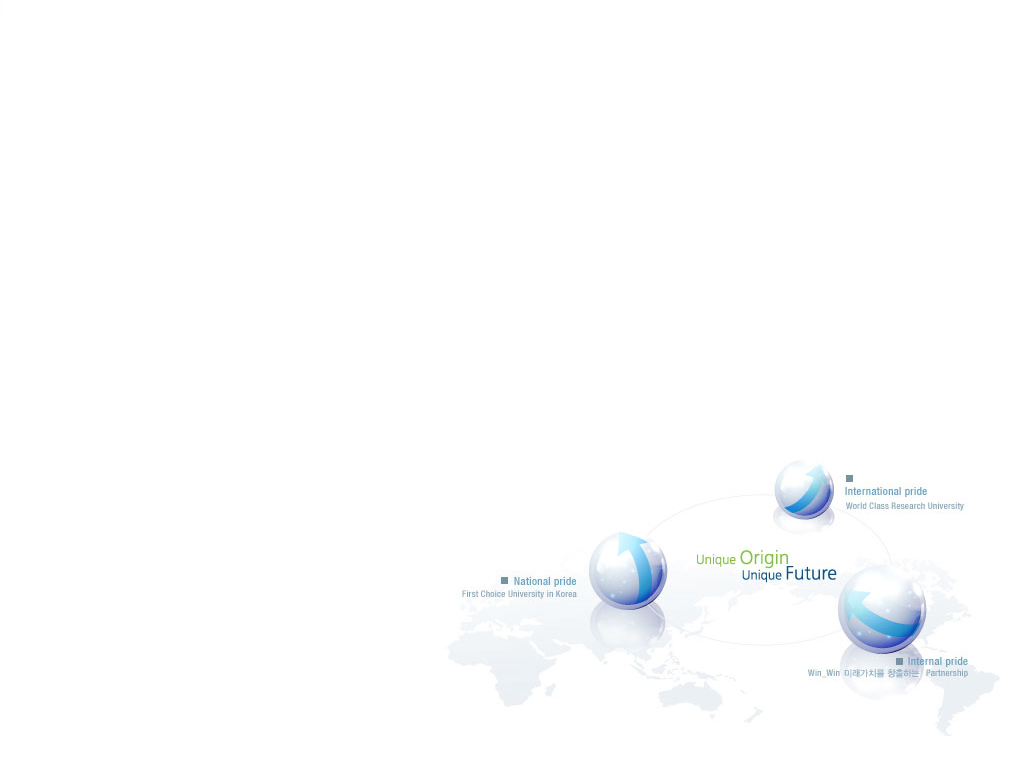 International pride
World Class Research University
Unique Origin
Unique Future
National pride
First Choice University in Korea
Internal pride
Win_Win 미래가치를 창출하는 Partnership